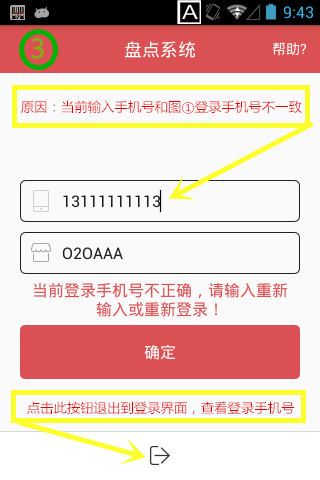 A 9:43
③ 盘点系统 帮助?
原因：当前输入手机号和图①登录手机号不一致
13111111113
O2OAAA
当前登录手机号不正确，请输入重新
输入或重新登录！
确定
点击此按钮退出到登录界面，查看登录手机号